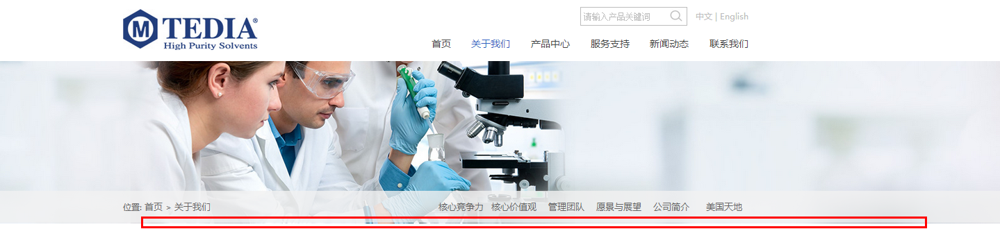 M TEDIA®
High Purity Solvents
请输入产品关键词
中文 | English
首页 关于我们 产品中心 服务支持 新闻动态 联系我们
位置: 首页 > 关于我们
核心竞争力 核心价值观 管理团队 愿景与展望 公司简介 美国天地